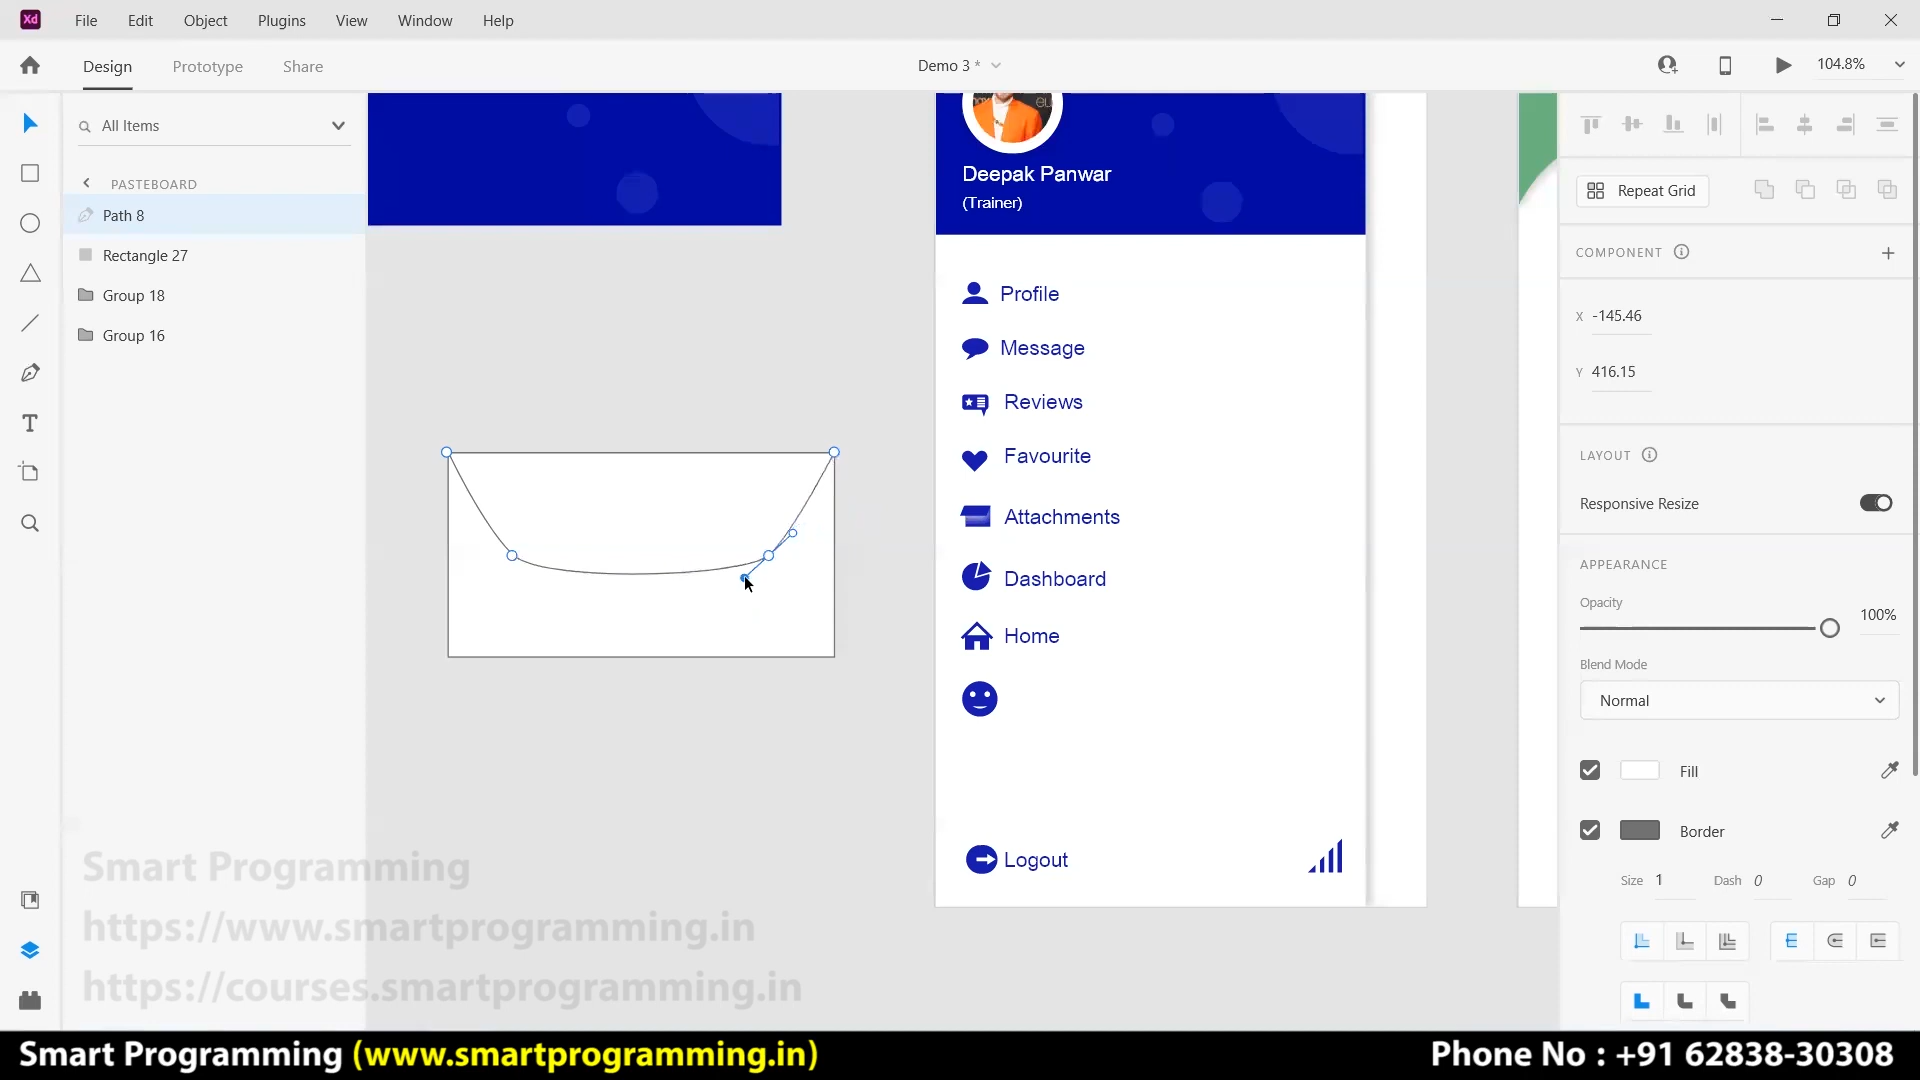 Xd File Edit Object Plugins View Window Help
Design Prototype Share Demo 3 * 104.8%
All Items
PASTEBOARD
Path 8
Rectangle 27
Group 18
Group 16
Deepak Panwar
(Trainer)
Profile
Message
Reviews
Favourite
Attachments
Dashboard
Home
Logout
Repeat Grid
COMPONENT
X -145.46
Y 416.15
LAYOUT
Responsive Resize
APPEARANCE
Opacity
100%
Blend Mode
Normal
Fill
Border
Size 1 Dash 0 Gap 0
Smart Programming
https://www.smartprogramming.in
https://courses.smartprogramming.in
Smart Programming (www.smartprogramming.in) Phone No : +91 62838-30308